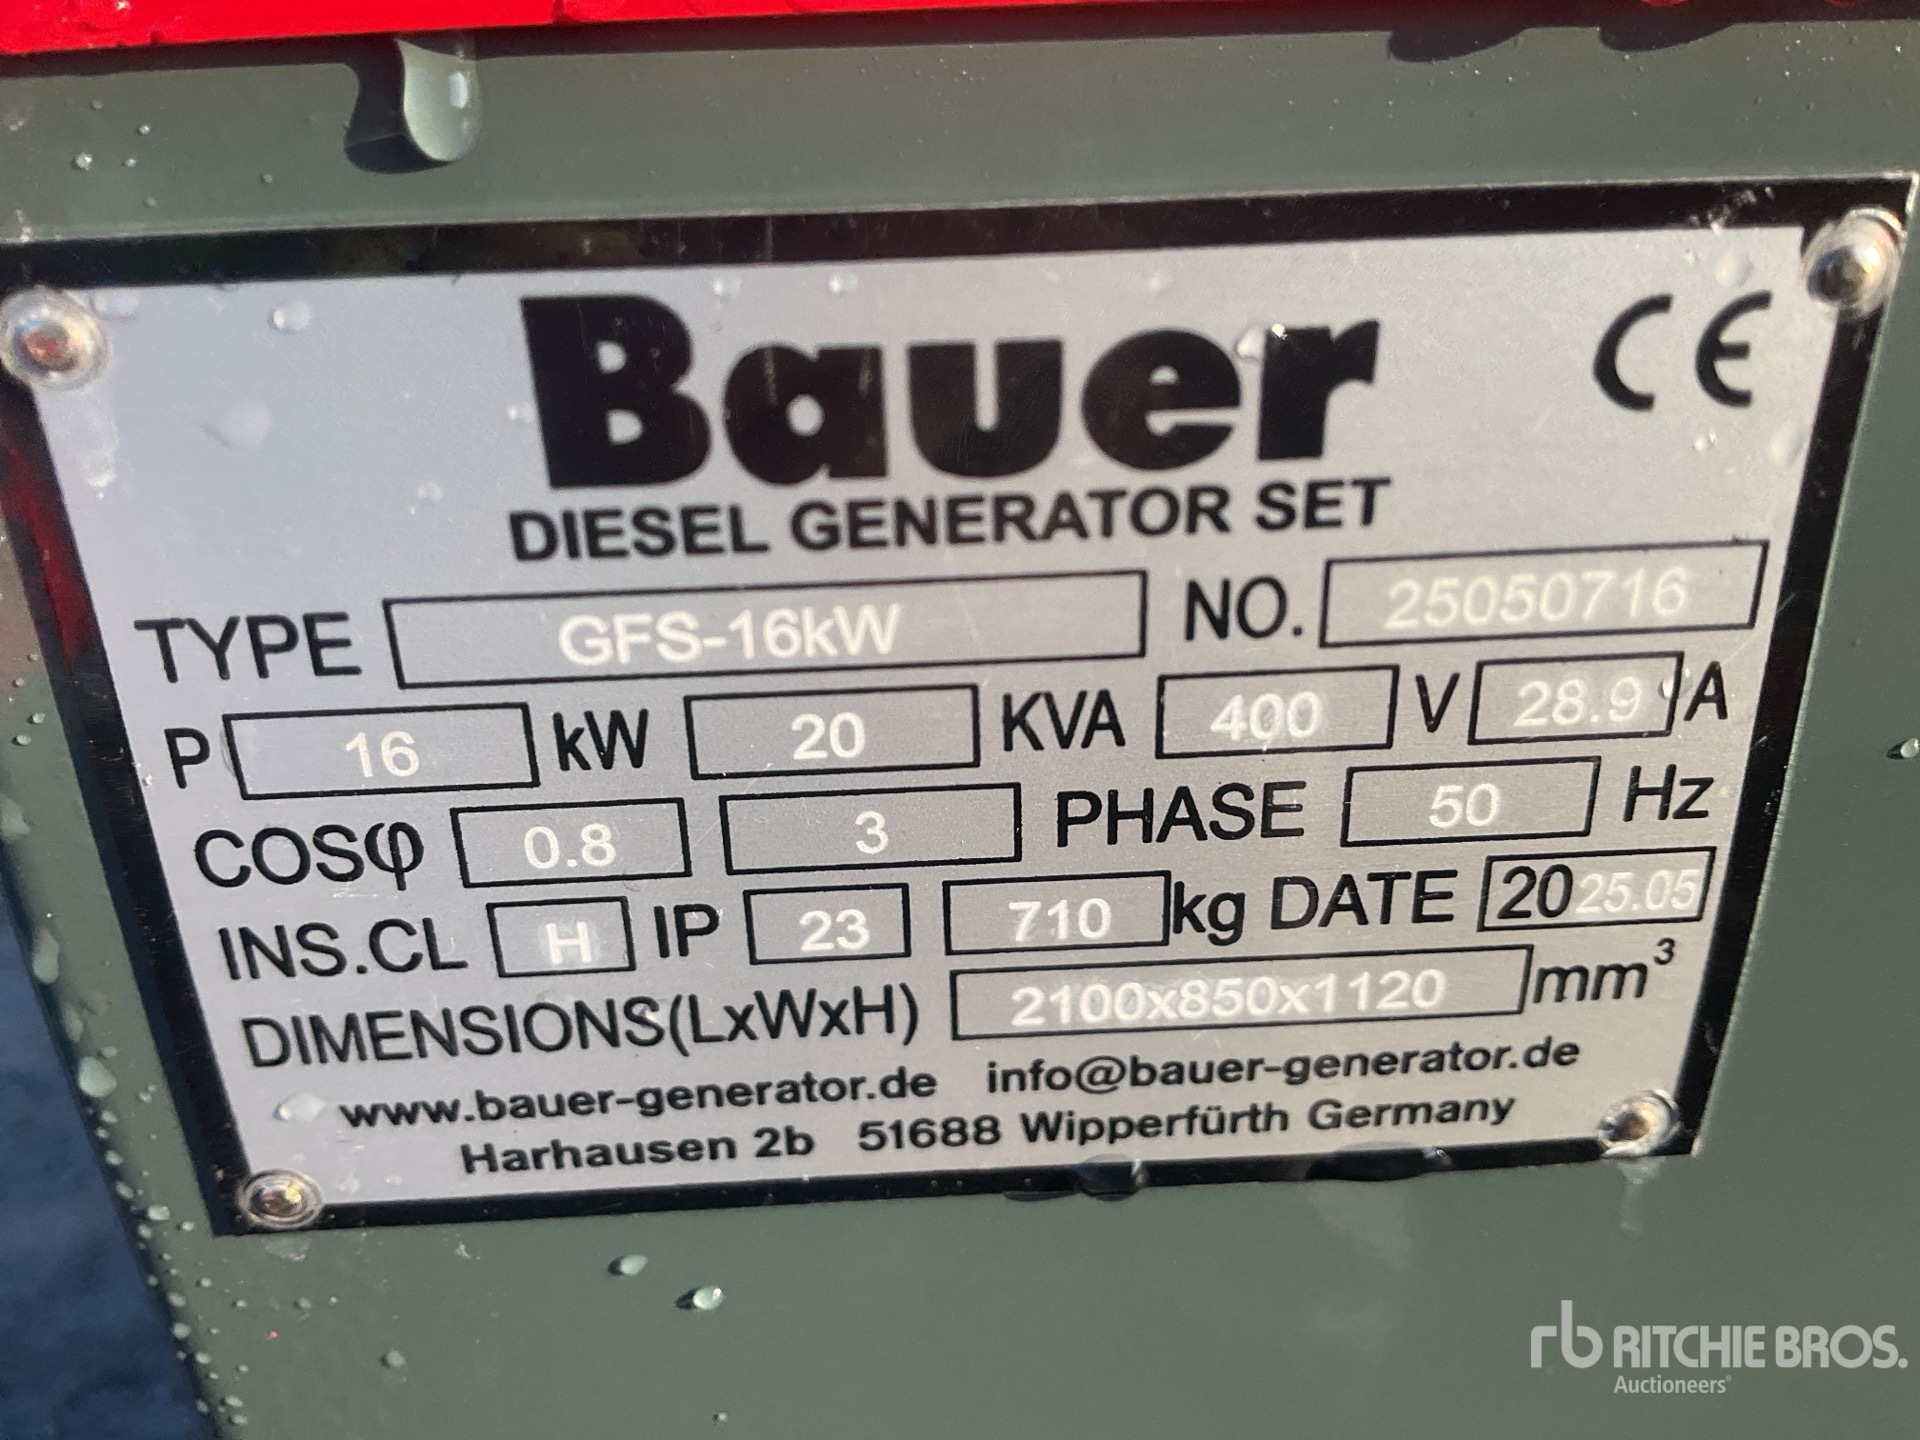 Bauer CE
DIESEL GENERATOR SET
TYPE GFS-16kW NO. 25050716
P 16 kW 20 KVA 400 V 28.9 A
COSφ 0.8 3 PHASE 50 Hz
INS.CL H IP 23 710 kg DATE 2025.05
DIMENSIONS(LxWxH) 2100x850x1120 mm³
www.bauer-generator.de info@bauer-generator.de
Harhausen 2b 51688 Wipperfürth Germany
rb RITCHIE BROS.
Auctioneers®